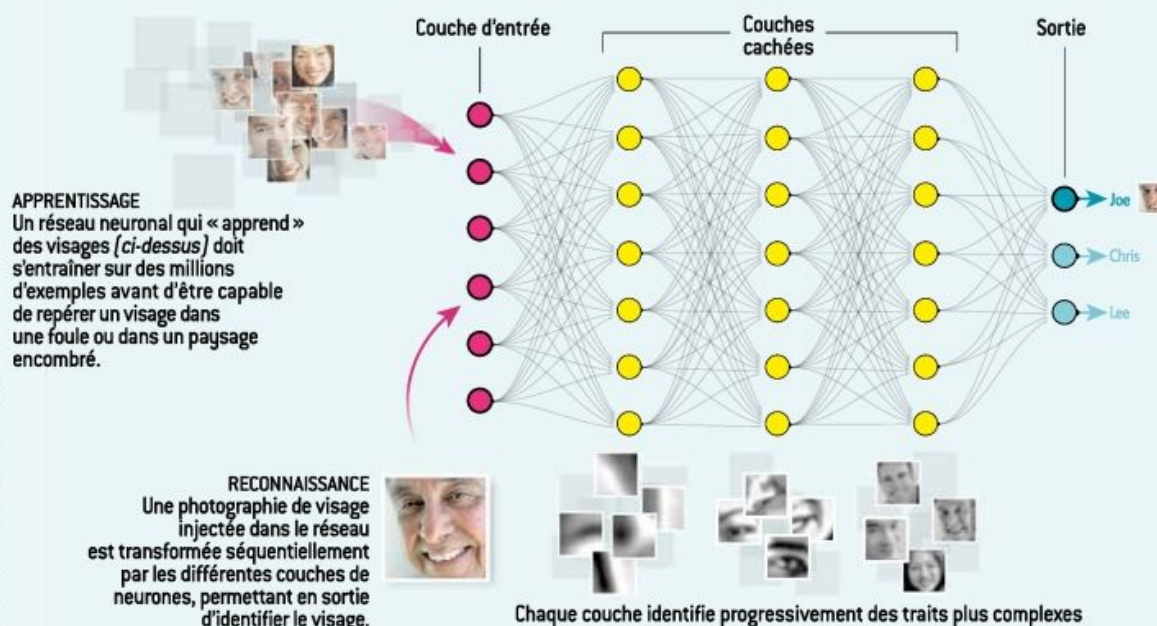 Couche d'entrée
Couches
cachées
Sortie
APPRENTISSAGE
Un réseau neuronal qui « apprend »
des visages (ci-dessus) doit
s'entraîner sur des millions
d'exemples avant d'être capable
de repérer un visage dans
une foule ou dans un paysage
encombré.
Joe
Chris
Lee
RECONNAISSANCE
Une photographie de visage
injectée dans le réseau
est transformée séquentiellement
par les différentes couches de
neurones, permettant en sortie
d'identifier le visage.
Chaque couche identifie progressivement des traits plus complexes